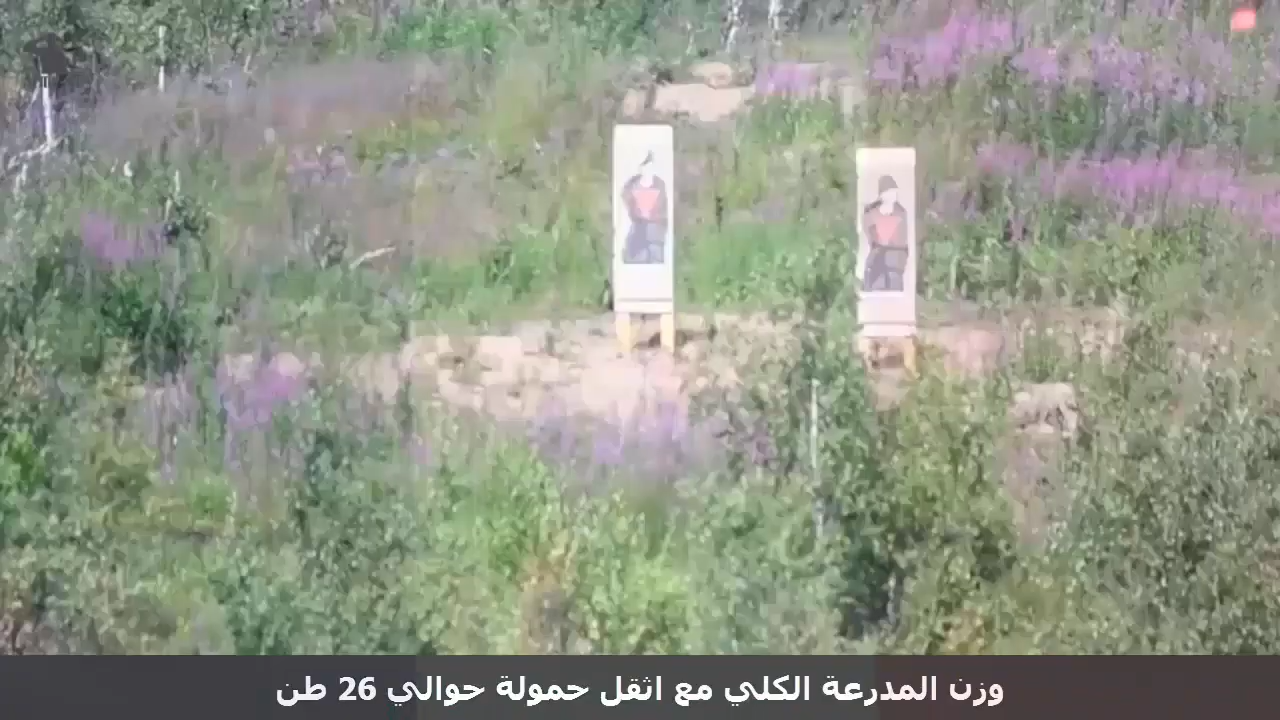 وزن المدرعة الكلي مع اثقل حمولة حوالي 26 طن